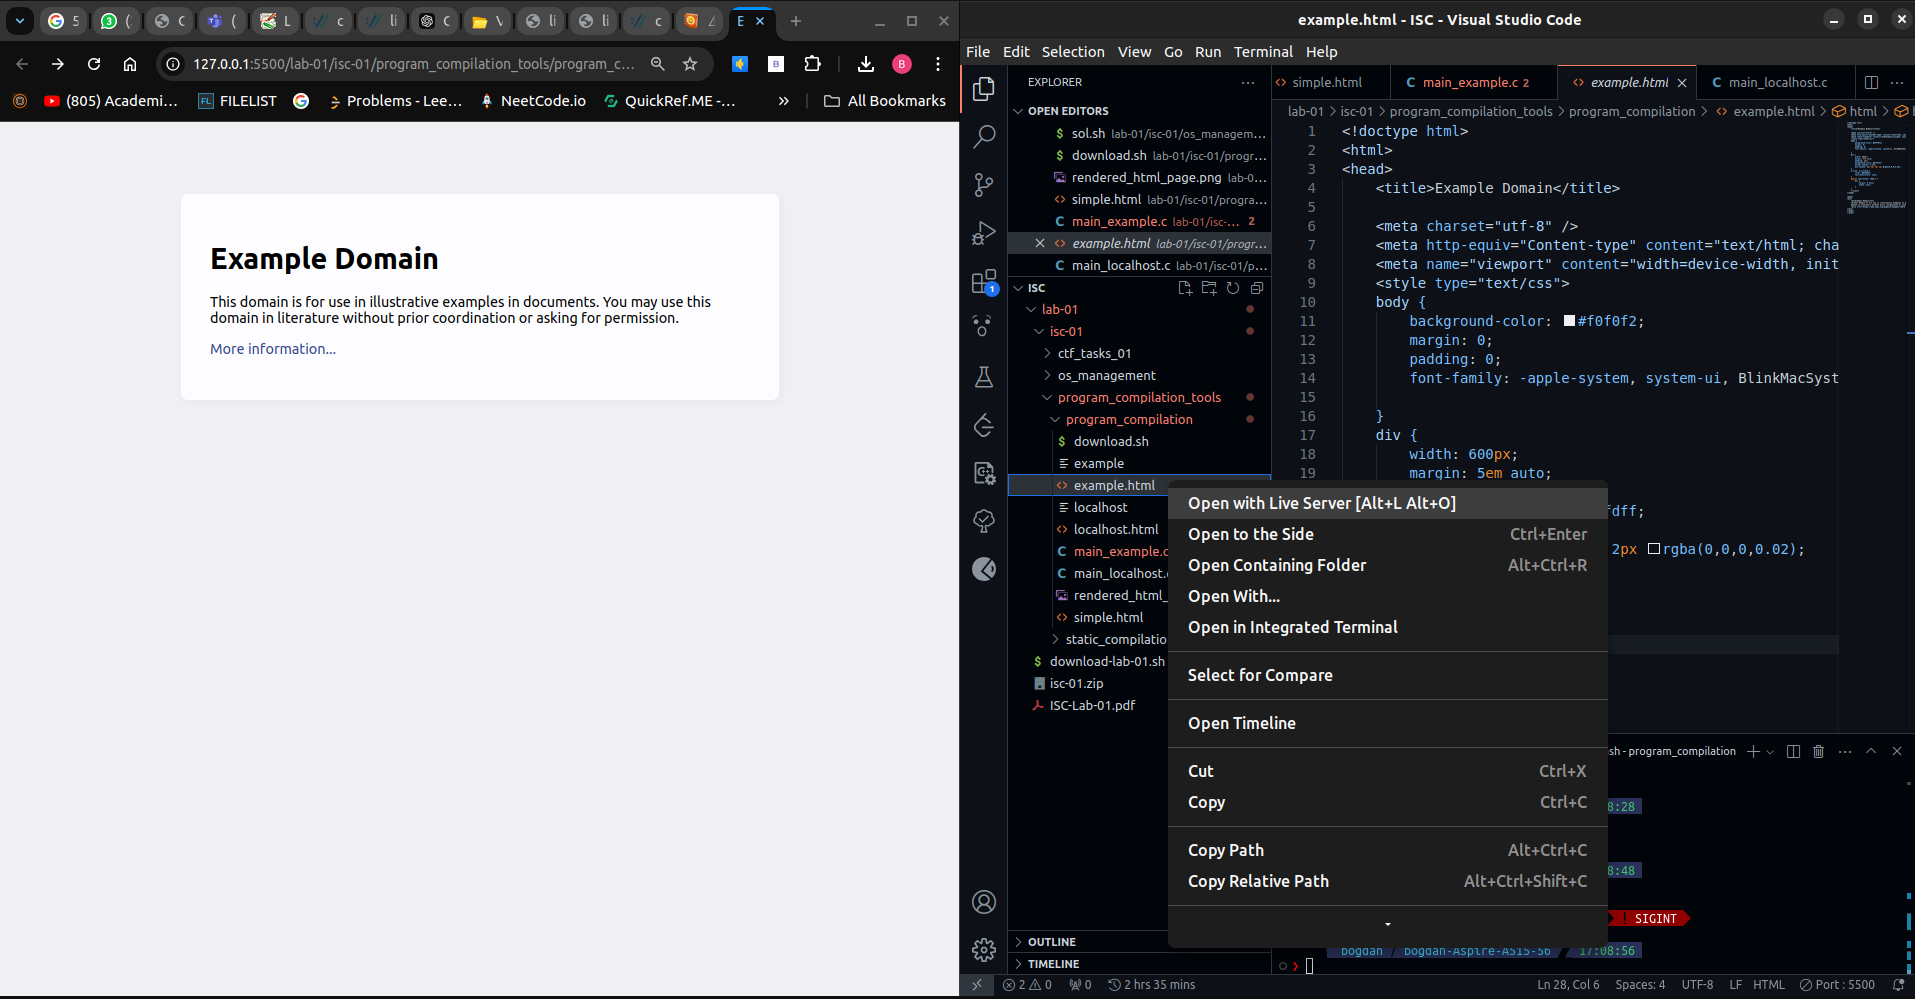 5
3
(
C
(
L
c
li
C
V
li
li
c
E
127.0.0.1:5500/lab-01/isc-01/program_compilation_tools/program_c...
B
B
(805) Academi...
FL
FILELIST
Problems - Lee...
NeetCode.io
QuickRef.ME -...
»
All Bookmarks
Example Domain
This domain is for use in illustrative examples in documents. You may use this
domain in literature without prior coordination or asking for permission.
More information...
example.html - ISC - Visual Studio Code
File Edit Selection View Go Run Terminal Help
EXPLORER
OPEN EDITORS
$ sol.sh lab-01/isc-01/os_managem...
$ download.sh lab-01/isc-01/progr...
rendered_html_page.png lab-0...
simple.html lab-01/isc-01/progra...
C main_example.c lab-01/isc-... 2
example.html lab-01/isc-01/progr...
C main_localhost.c lab-01/isc-01/p...
ISC
lab-01
isc-01
ctf_tasks_01
os_management
program_compilation_tools
program_compilation
$ download.sh
example
example.html
localhost
localhost.html
C main_example.c
C main_localhost.
rendered_html_
simple.html
static_compilatio
$ download-lab-01.sh
isc-01.zip
ISC-Lab-01.pdf
OUTLINE
TIMELINE
1
simple.html
C main_example.c 2
example.html
C main_localhost.c
lab-01 > isc-01 > program_compilation_tools > program_compilation > example.html > html >
1 <!doctype html>
2 <html>
3 <head>
4 <title>Example Domain</title>
5
6 <meta charset="utf-8" />
7 <meta http-equiv="Content-type" content="text/html; cha
8 <meta name="viewport" content="width=device-width, init
9 <style type="text/css">
10 body {
11 background-color: #f0f0f2;
12 margin: 0;
13 padding: 0;
14 font-family: -apple-system, system-ui, BlinkMacSyst
15
16 }
17 div {
18 width: 600px;
19 margin: 5em auto;
fdff;
2px rgba(0,0,0,0.02);
Open with Live Server [Alt+L Alt+O]
Open to the Side Ctrl+Enter
Open Containing Folder Alt+Ctrl+R
Open With...
Open in Integrated Terminal
Select for Compare
Open Timeline
Cut Ctrl+X
Copy Ctrl+C
Copy Path Alt+Ctrl+C
Copy Relative Path Alt+Ctrl+Shift+C
sh - program_compilation
8:28
8:48
! SIGINT
bogdan bogdan-Aspire-A515-56 17:08:56
2 0 0 2 hrs 35 mins
Ln 28, Col 6 Spaces: 4 UTF-8 LF HTML Port : 5500